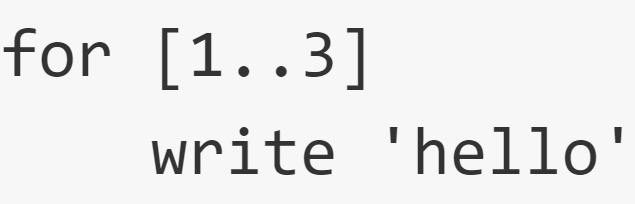 for [1..3]
    write 'hello'